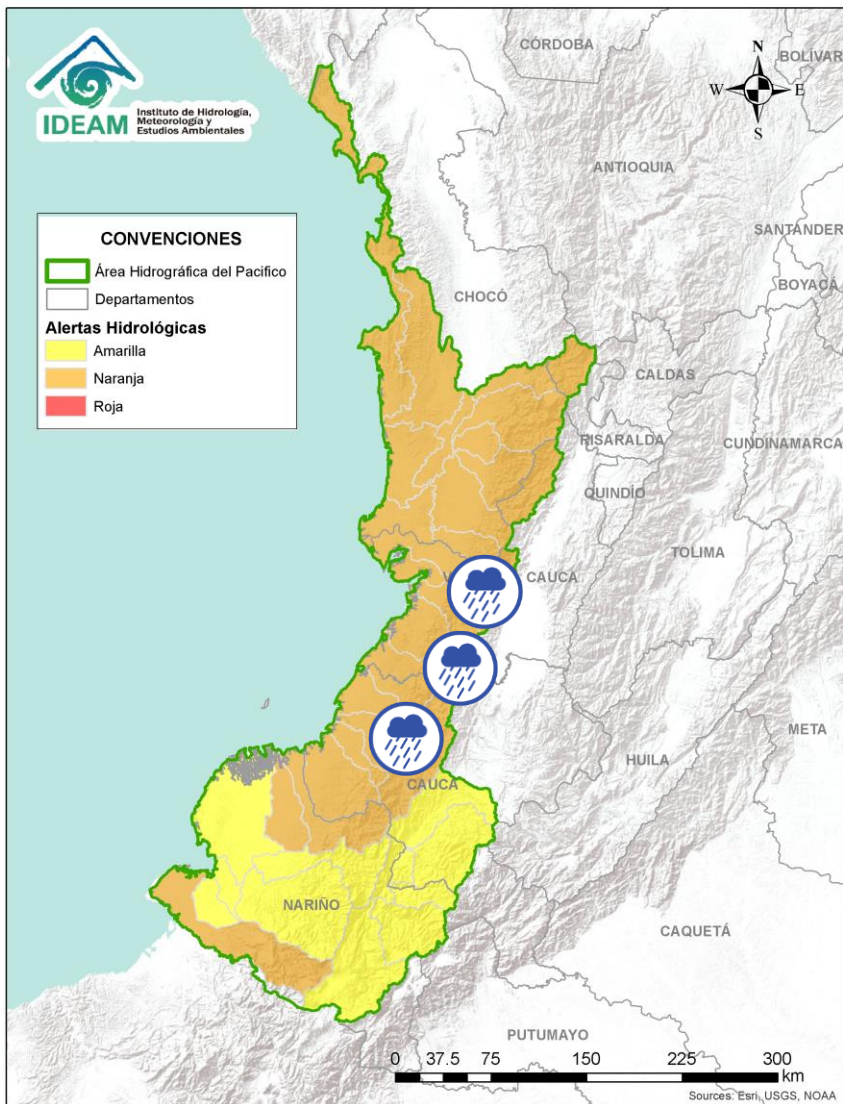 IDEAM
Instituto de Hidrología,
Meteorología y
Estudios Ambientales
CÓRDOBA
BOLÍVAR
N
W
E
S
ANTIOQUIA
SANTANDER
BOYACÁ
CONVENCIONES
Área Hidrográfica del Pacifico
Departamentos
Alertas Hidrológicas
Amarilla
Naranja
Roja
CHOCÓ
CALDAS
RISARALDA
CUNDINAMARCA
QUINDÍO
TOLIMA
CAUCA
META
HUILA
CAUCA
NARIÑO
CAQUETÁ
PUTUMAYO
0 37.5 75 150 225 300
km
Sources: Esri, USGS, NOAA